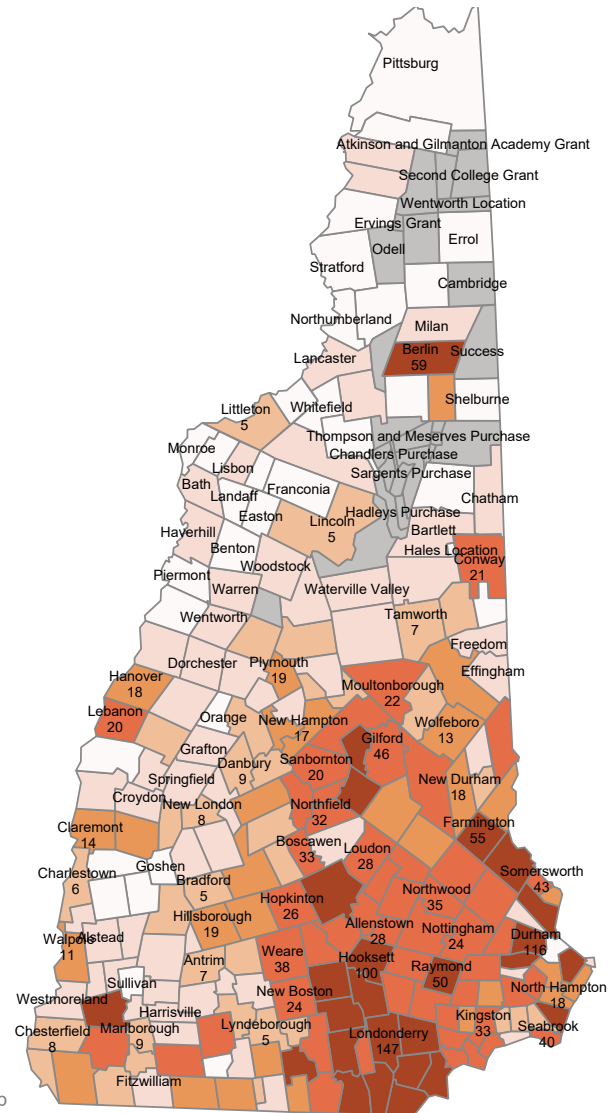 Pittsburg
Atkinson and Gilmanton Academy Grant
Second College Grant
Wentworth Location
Ervings Grant
Errol
Odell
Stratford
Cambridge
Northumberland
Milan
Berlin
59
Success
Lancaster
Shelburne
Whitefield
Littleton
5
Thompson and Meserves Purchase
Monroe
Chandlers Purchase
Lisbon
Sargents Purchase
Bath
Franconia
Landaff
Chatham
Hadleys Purchase
Easton
Lincoln
5
Bartlett
Haverhill
Benton
Hales Location
Conway
21
Woodstock
Piermont
Warren
Waterville Valley
Wentworth
Tamworth
7
Freedom
Dorchester
Plymouth
19
Effingham
Hanover
18
Moultonborough
22
Lebanon
20
Orange
New Hampton
17
Wolfeboro
13
Gilford
46
Grafton
Sanbornton
20
Danbury
9
Springfield
New Durham
18
Croydon
New London
8
Northfield
32
Farmington
55
Claremont
14
Boscawen
33
Loudon
28
Goshen
Charlestown
6
Somersworth
43
Bradford
5
Northwood
35
Hopkinton
26
Hillsborough
19
Allenstown
28
Nottingham
24
Durham
116
Walpole
11
Alstead
Weare
38
Hooksett
100
Antrim
7
Raymond
50
Sullivan
North Hampton
18
New Boston
24
Westmoreland
Harrisville
Kingston
33
Seabrook
40
Chesterfield
8
Marlborough
9
Lyndeborough
5
Londonderry
147
Fitzwilliam